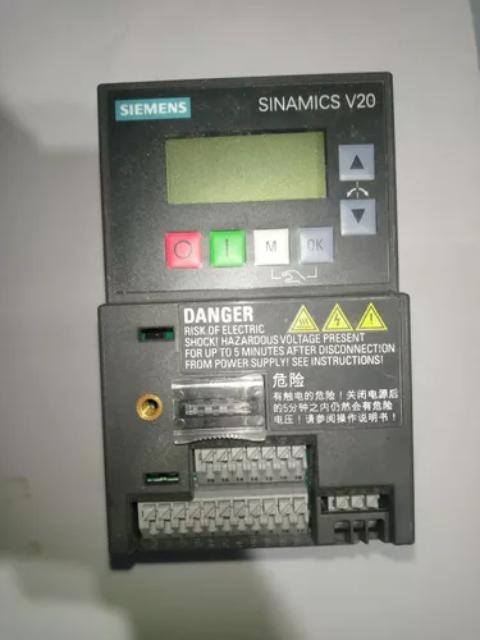 SIEMENS
SINAMICS V20
M
OK
DANGER
RISK OF ELECTRIC
SHOCK! HAZARDOUS VOLTAGE PRESENT
FOR UP TO 5 MINUTES AFTER DISCONNECTION
FROM POWER SUPPLY! SEE INSTRUCTIONS!
危险
有触电的危险！关闭电源后
的5分钟之内仍然会有危险
电压！请参阅操作说明书！